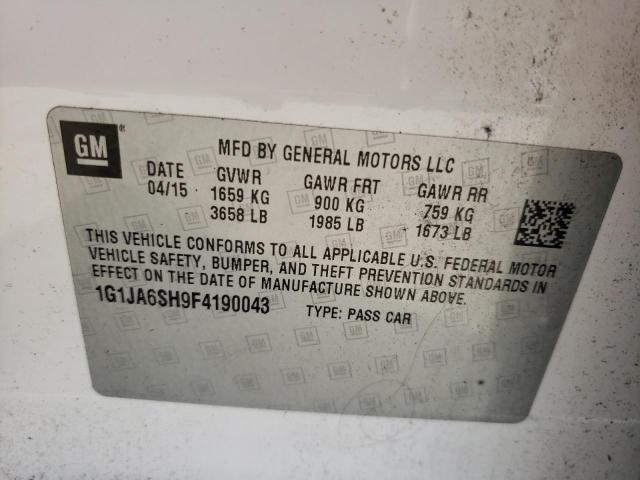 GM
MFD BY GENERAL MOTORS LLC
DATE GVWR GAWR FRT GAWR RR
04/15 1659 KG 900 KG 759 KG
3658 LB 1985 LB 1673 LB
THIS VEHICLE CONFORMS TO ALL APPLICABLE U.S. FEDERAL MOTOR
VEHICLE SAFETY, BUMPER, AND THEFT PREVENTION STANDARDS IN
EFFECT ON THE DATE OF MANUFACTURE SHOWN ABOVE.
1G1JA6SH9F4190043 TYPE: PASS CAR